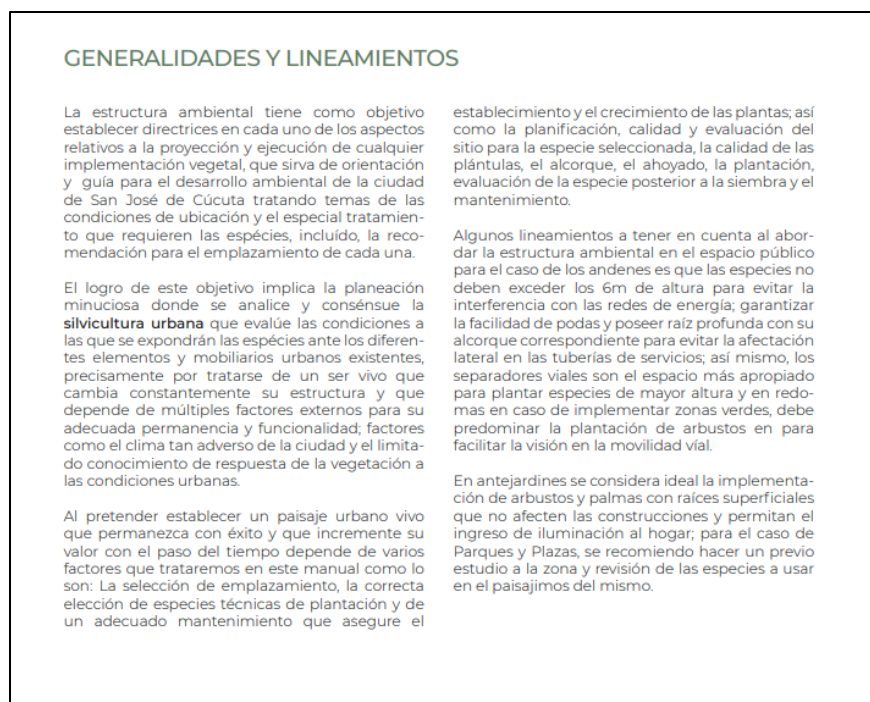 GENERALIDADES Y LINEAMIENTOS
La estructura ambiental tiene como objetivo
establecer directrices en cada uno de los aspectos
relativos a la proyección y ejecución de cualquier
implementación vegetal, que sirva de orientación
y guía para el desarrollo ambiental de la ciudad
de San José de Cúcuta tratando temas de las
condiciones de ubicación y el especial tratamien-
to que requieren las espécies, incluído, la reco-
mendación para el emplazamiento de cada una.
El logro de este objetivo implica la planeación
minuciosa donde se analice y consénsue la
silvicultura urbana que evalúe las condiciones a
las que se expondrán las espécies ante los diferen-
tes elementos y mobiliarios urbanos existentes,
precisamente por tratarse de un ser vivo que
cambia constantemente su estructura y que
depende de múltiples factores externos para su
adecuada permanencia y funcionalidad; factores
como el clima tan adverso de la ciudad y el limita-
do conocimiento de respuesta de la vegetación a
las condiciones urbanas.
Al pretender establecer un paisaje urbano vivo
que permanezca con éxito y que incremente su
valor con el paso del tiempo depende de varios
factores que trataremos en este manual como lo
son: La selección de emplazamiento, la correcta
elección de especies técnicas de plantación y de
un adecuado mantenimiento que asegure el
establecimiento y el crecimiento de las plantas; así
como la planificación, calidad y evaluación del
sitio para la especie seleccionada, la calidad de las
plántulas, el alcorque, el ahoyado, la plantación,
evaluación de la especie posterior a la siembra y el
mantenimiento.
Algunos lineamientos a tener en cuenta al abor-
dar la estructura ambiental en el espacio público
para el caso de los andenes es que las especies no
deben exceder los 6m de altura para evitar la
interferencia con las redes de energía; garantizar
la facilidad de podas y poseer raíz profunda con su
alcorque correspondiente para evitar la afectación
lateral en las tuberías de servicios; así mismo, los
separadores viales son el espacio más apropiado
para plantar especies de mayor altura y en redo-
mas en caso de implementar zonas verdes, debe
predominar la plantación de arbustos en para
facilitar la visión en la movilidad víal.
En antejardines se considera ideal la implementa-
ción de arbustos y palmas con raíces superficiales
que no afecten las construcciones y permitan el
ingreso de iluminación al hogar; para el caso de
Parques y Plazas, se recomiendo hacer un previo
estudio a la zona y revisión de las especies a usar
en el paisajimos del mismo.